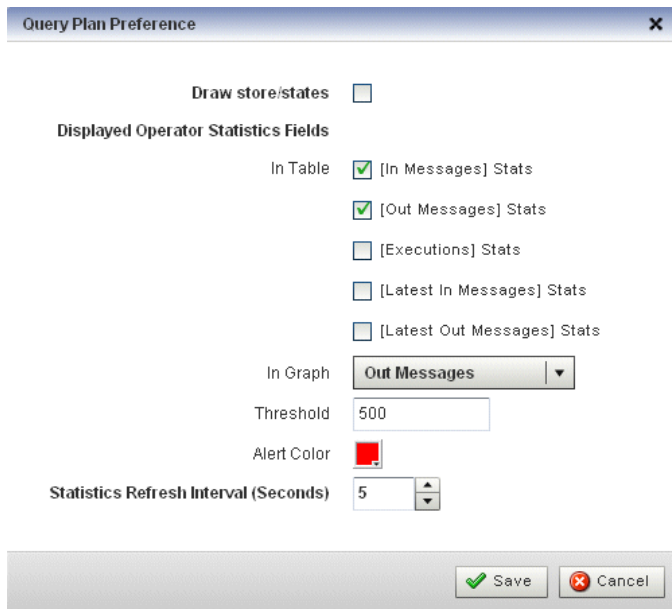 Query Plan Preference
Draw store/states
Displayed Operator Statistics Fields
In Table [In Messages] Stats
[Out Messages] Stats
[Executions] Stats
[Latest In Messages] Stats
[Latest Out Messages] Stats
In Graph Out Messages
Threshold 500
Alert Color
Statistics Refresh Interval (Seconds) 5
Save Cancel